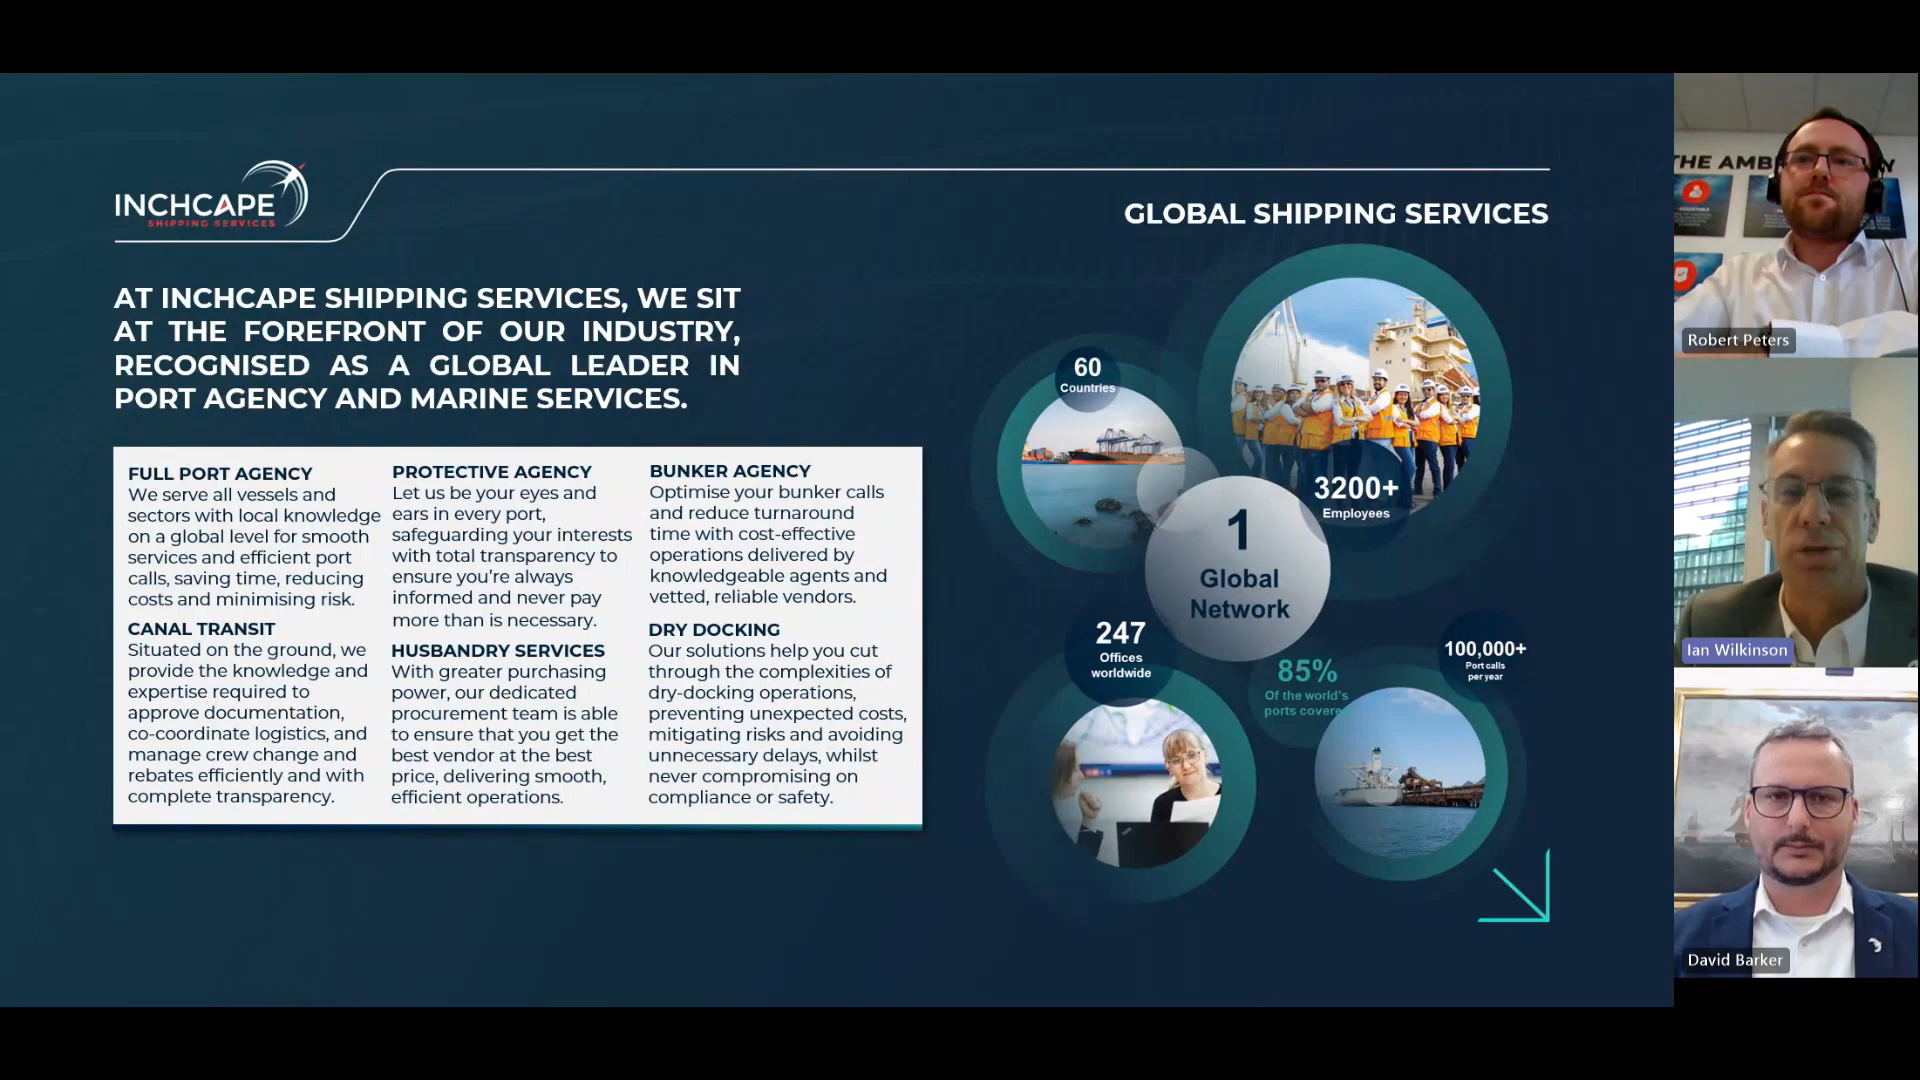 INCHCAPE
SHIPPING SERVICES
GLOBAL SHIPPING SERVICES
AT INCHCAPE SHIPPING SERVICES, WE SIT
AT THE FOREFRONT OF OUR INDUSTRY,
RECOGNISED AS A GLOBAL LEADER IN
PORT AGENCY AND MARINE SERVICES.
FULL PORT AGENCY
We serve all vessels and
sectors with local knowledge
on a global level for smooth
services and efficient port
calls, saving time, reducing
costs and minimising risk.
CANAL TRANSIT
Situated on the ground, we
provide the knowledge and
expertise required to
approve documentation,
co-coordinate logistics, and
manage crew change and
rebates efficiently and with
complete transparency.
PROTECTIVE AGENCY
Let us be your eyes and
ears in every port,
safeguarding your interests
with total transparency to
ensure you're always
informed and never pay
more than is necessary.
HUSBANDRY SERVICES
With greater purchasing
power, our dedicated
procurement team is able
to ensure that you get the
best vendor at the best
price, delivering smooth,
efficient operations.
BUNKER AGENCY
Optimise your bunker calls
and reduce turnaround
time with cost-effective
operations delivered by
knowledgeable agents and
vetted, reliable vendors.
DRY DOCKING
Our solutions help you cut
through the complexities of
dry-docking operations,
preventing unexpected costs,
mitigating risks and avoiding
unnecessary delays, whilst
never compromising on
compliance or safety.
60
Countries
3200+
Employees
1
Global
Network
247
Offices
worldwide
85%
Of the world's
ports covere
100,000+
Port calls
per year
THE AMB
Y
Robert Peters
Ian Wilkinson
David Barker